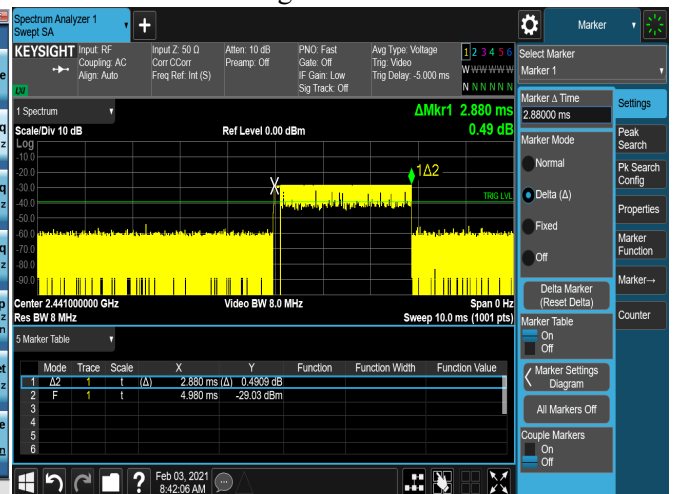 Spectrum Analyzer 1
Swept SA
Marker
KEYSIGHT
Input: RF
Coupling: AC
Align: Auto
Input Z: 50 Ω
Corr CCorr
Freq Ref: Int (S)
Atten: 10 dB
Preamp: Off
PNO: Fast
Gate: Off
IF Gain: Low
Sig Track: Off
Avg Type: Voltage
Trig: Video
Trig Delay: -5.000 ms
1 2 3 4 5 6
W W W W W W
N N N N N N
LXI
Select Marker
Marker 1
Marker Δ Time
2.88000 ms
Settings
1 Spectrum
ΔMkr1 2.880 ms
Scale/Div 10 dB
Ref Level 0.00 dBm
0.49 dB
Log
-10.0
-20.0
-30.0
-40.0
-50.0
-60.0
-70.0
-80.0
-90.0
1Δ2
X
TRIG LVL
Center 2.441000000 GHz
Video BW 8.0 MHz
Span 0 Hz
Res BW 8 MHz
Sweep 10.0 ms (1001 pts)
Marker Mode
Normal
Delta (Δ)
Fixed
Off
Delta Marker
(Reset Delta)
Marker Table
On
Off
Marker Settings
Diagram
All Markers Off
Couple Markers
On
Off
Peak
Search
Pk Search
Config
Properties
Marker
Function
Marker→
Counter
5 Marker Table
Mode Trace Scale X Y Function Function Width Function Value
1 Δ2 1 t (Δ) 2.880 ms (Δ) 0.4909 dB
2 F 1 t 4.980 ms -29.03 dBm
3
4
5
6
?
Feb 03, 2021
8:42:06 AM